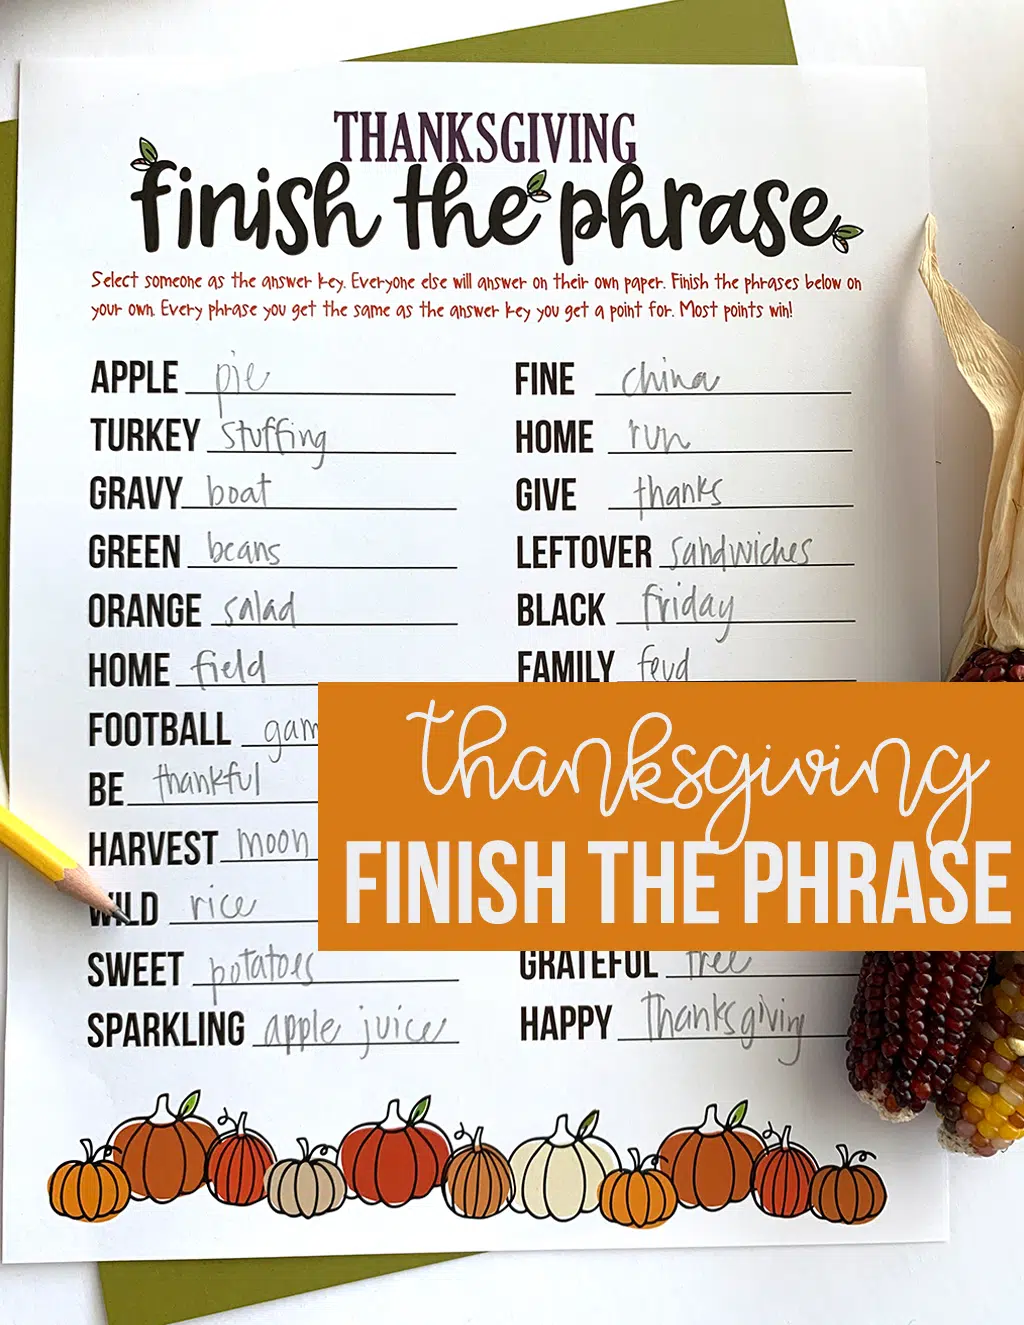 THANKSGIVING
finish the phrase
Select someone as the answer key. Everyone else will answer on their own paper. Finish the phrases below on
your own. Every phrase you get the same as the answer key you get a point for. Most points win!
APPLE pie
TURKEY stuffing
GRAVY boat
GREEN beans
ORANGE salad
HOME field
FOOTBALL gam
BE thankful
HARVEST moon
WILD rice
SWEET potatoes
SPARKLING apple juice
FINE china
HOME run
GIVE thanks
LEFTOVER sandwiches
BLACK friday
FAMILY feud
GRATEFUL tree
HAPPY Thanksgiving
thanksgiving
FINISH THE PHRASE